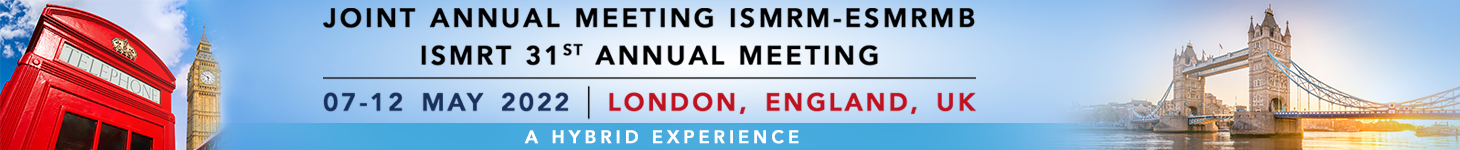 JOINT ANNUAL MEETING ISMRM-ESMRMB
ISMRT 31ST ANNUAL MEETING
07-12 MAY 2022 | LONDON, ENGLAND, UK
A HYBRID EXPERIENCE
TELEPHONE